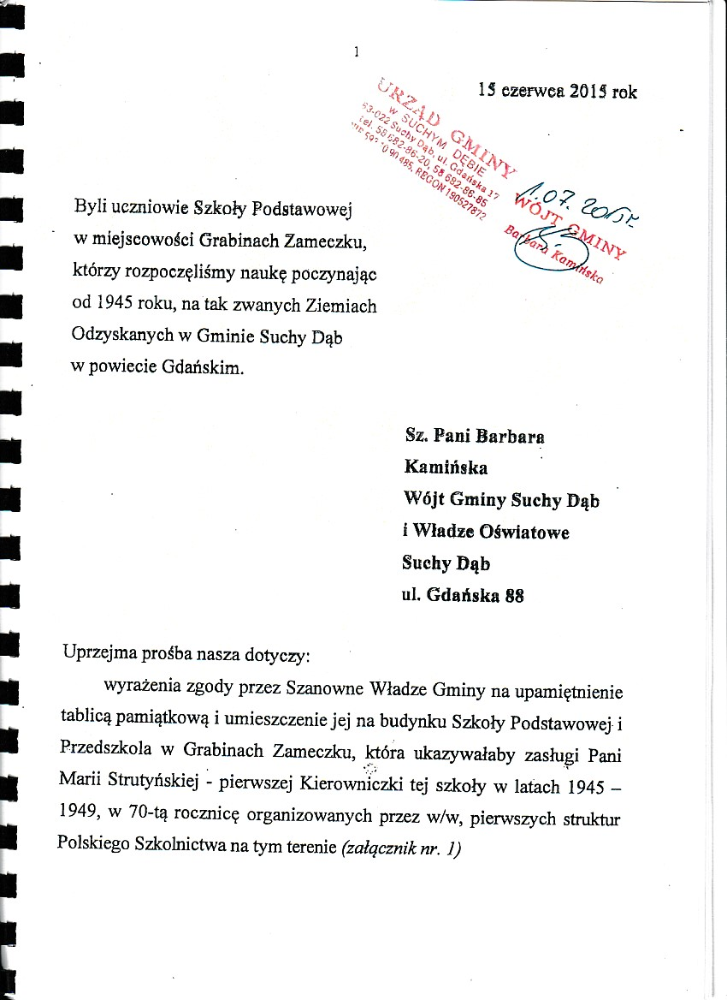 1
15 czerwca 2015 rok
URZĄD GMINY
w SUCHYM DĘBIE
83-022 Suchy Dąb, ul. Gdańska 17
tel. 58 682-86-20, 58 682-86-85
REGON 190527872
1.07.2015r.
WÓJT GMINY
Barbara Kamińska
Byli uczniowie Szkoły Podstawowej
w miejscowości Grabinach Zameczku,
którzy rozpoczęliśmy naukę poczynając
od 1945 roku, na tak zwanych Ziemiach
Odzyskanych w Gminie Suchy Dąb
w powiecie Gdańskim.
Sz. Pani Barbara
Kamińska
Wójt Gminy Suchy Dąb
i Władze Oświatowe
Suchy Dąb
ul. Gdańska 88
Uprzejma prośba nasza dotyczy:
wyrażenia zgody przez Szanowne Władze Gminy na upamiętnienie
tablicą pamiątkową i umieszczenie jej na budynku Szkoły Podstawowej i
Przedszkola w Grabinach Zameczku, która ukazywałaby zasługi Pani
Marii Strutyńskiej - pierwszej Kierowniczki tej szkoły w latach 1945 –
1949, w 70-tą rocznicę organizowanych przez w/w, pierwszych struktur
Polskiego Szkolnictwa na tym terenie (załącznik nr. 1)